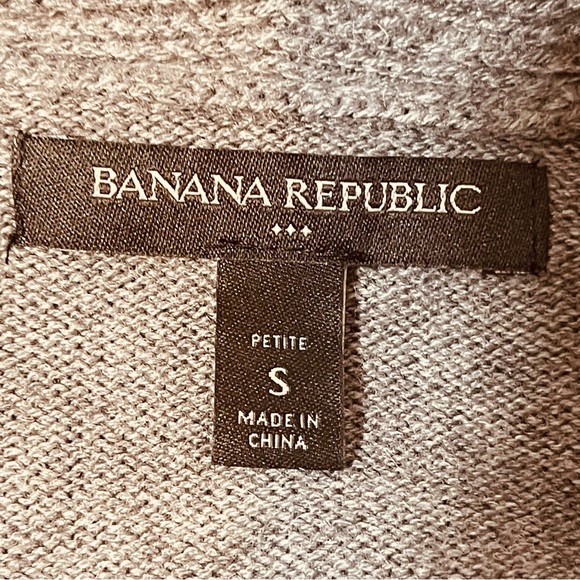 BANANA REPUBLIC
PETITE
S
MADE IN
CHINA